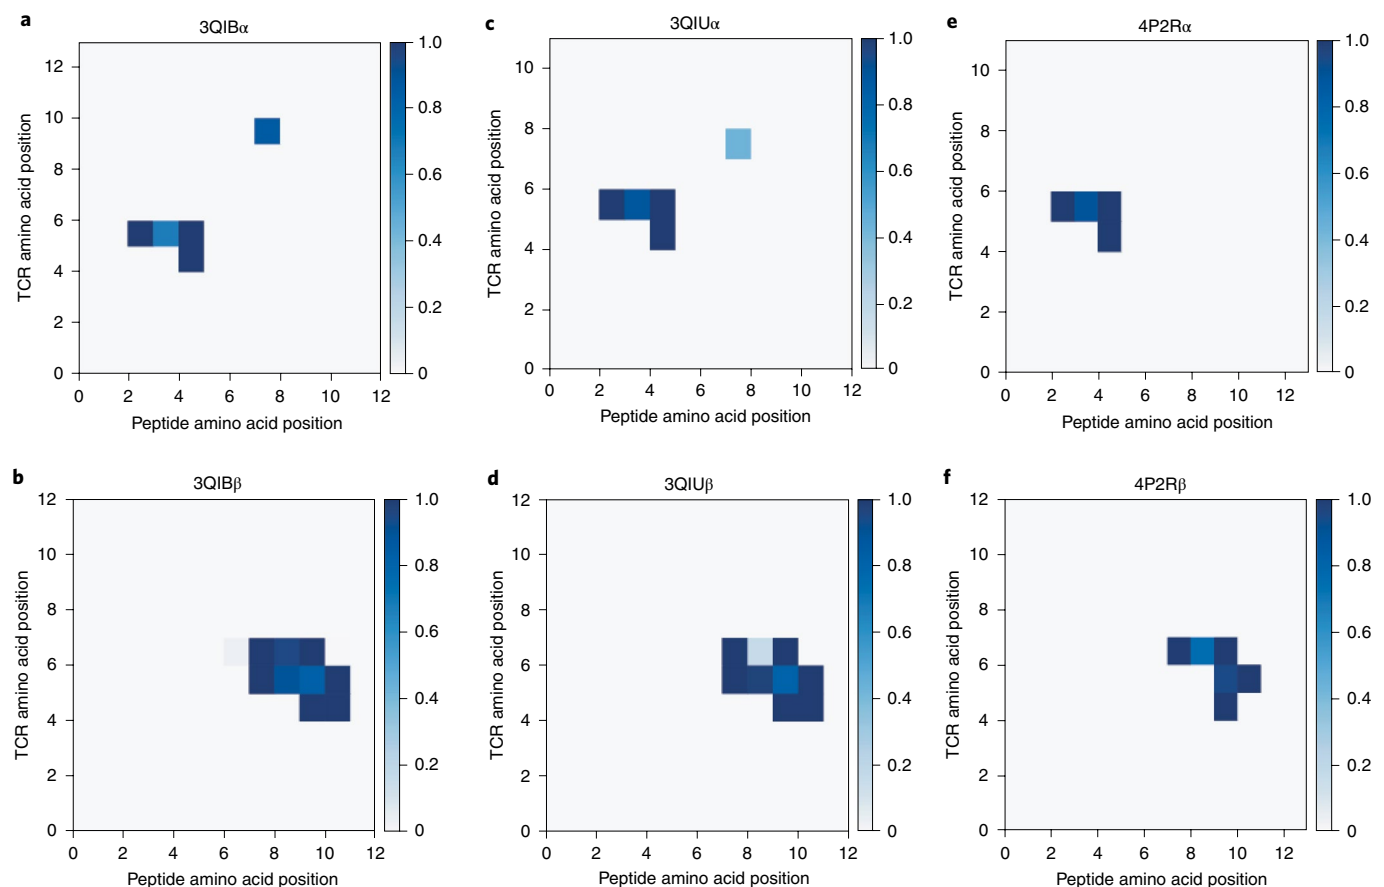 a
3QIBα
TCR amino acid position
12
10
8
6
4
2
0
0 2 4 6 8 10 12
Peptide amino acid position
1.0
0.8
0.6
0.4
0.2
0
c
3QIUα
TCR amino acid position
10
8
6
4
2
0
0 2 4 6 8 10 12
Peptide amino acid position
1.0
0.8
0.6
0.4
0.2
0
e
4P2Rα
TCR amino acid position
10
8
6
4
2
0
0 2 4 6 8 10 12
Peptide amino acid position
1.0
0.8
0.6
0.4
0.2
0
b
3QIBβ
TCR amino acid position
12
10
8
6
4
2
0
0 2 4 6 8 10 12
Peptide amino acid position
1.0
0.8
0.6
0.4
0.2
0
d
3QIUβ
TCR amino acid position
12
10
8
6
4
2
0
0 2 4 6 8 10 12
Peptide amino acid position
1.0
0.8
0.6
0.4
0.2
0
f
4P2Rβ
TCR amino acid position
12
10
8
6
4
2
0
0 2 4 6 8 10 12
Peptide amino acid position
1.0
0.8
0.6
0.4
0.2
0